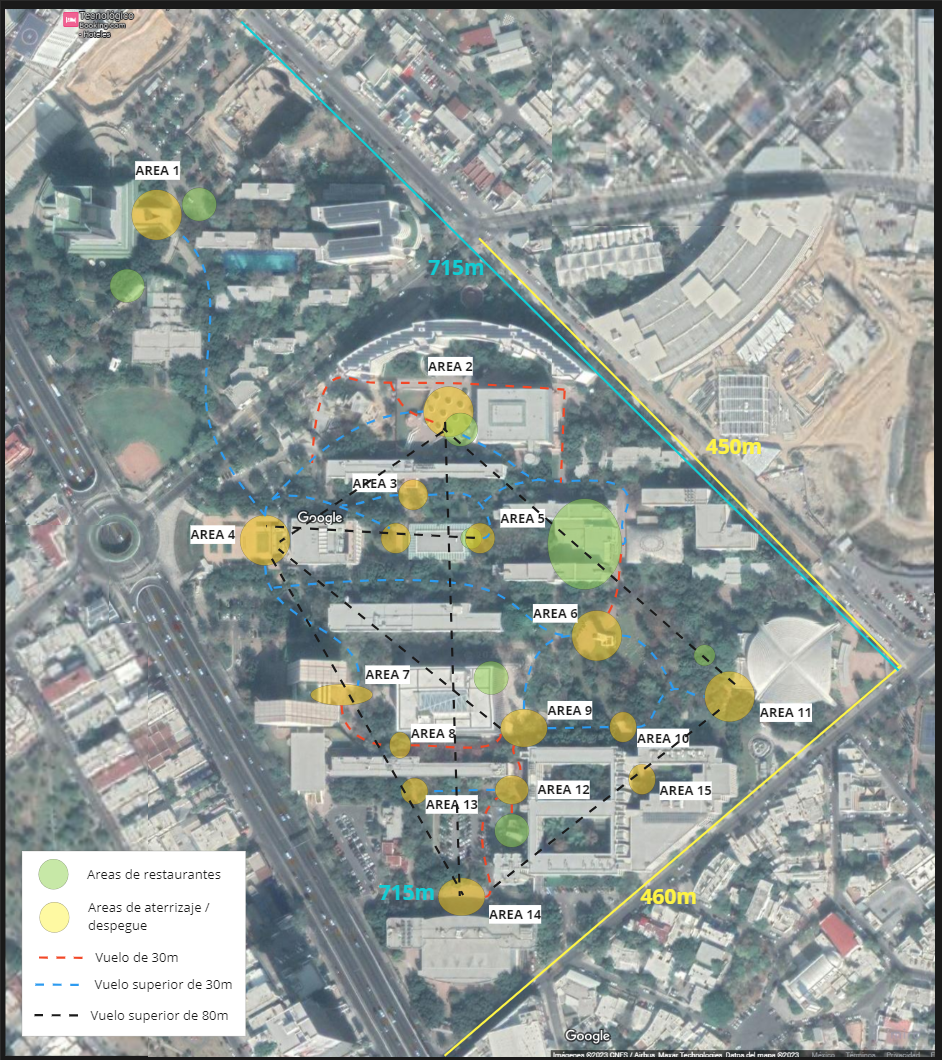 Tecnológico
Booking.com
- Hoteles
AREA 1
715m
AREA 2
450m
AREA 3
Google
AREA 5
AREA 4
AREA 6
AREA 7
AREA 9
AREA 11
AREA 8
AREA 10
AREA 12
AREA 15
AREA 13
Areas de restaurantes
715m
460m
Areas de aterrizaje /
despegue
AREA 14
Vuelo de 30m
Vuelo superior de 30m
Vuelo superior de 80m
Google
Imágenes ©2023 CNES / Airbus, Maxar Technologies, Datos del mapa ©2023 México Términos Privacidad